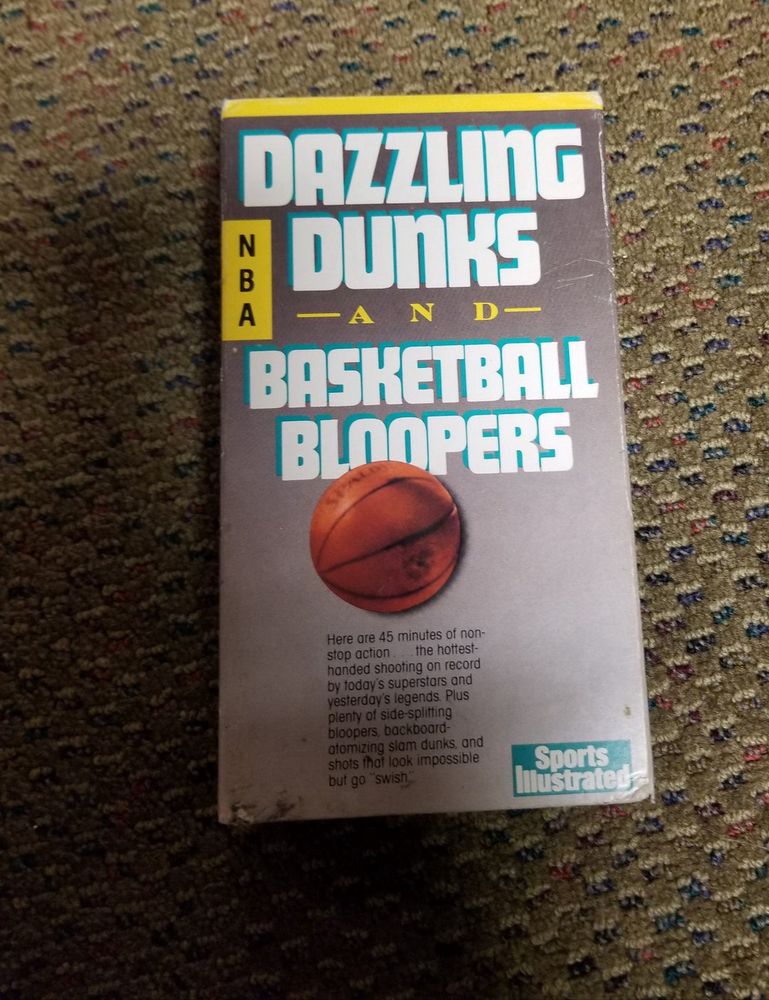 DAZZLING
DUNKS
NBA
AND
BASKETBALL
BLOOPERS
SPALDING
Here are 45 minutes of non-
stop action . . . the hottest-
handed shooting on record
by today's superstars and
yesterday's legends. Plus
plenty of side-splitting
bloopers, backboard-
atomizing slam dunks, and
shots that look impossible
but go "swish."
Sports
Illustrated